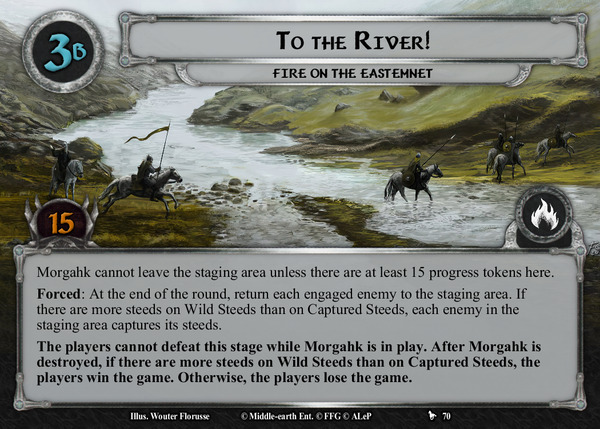 3B
To the River!
Fire on the Eastemnet
15
Morgahk cannot leave the staging area unless there are at least 15 progress tokens here.
Forced: At the end of the round, return each engaged enemy to the staging area. If
there are more steeds on Wild Steeds than on Captured Steeds, each enemy in the
staging area captures its steeds.
The players cannot defeat this stage while Morgahk is in play. After Morgahk is
destroyed, if there are more steeds on Wild Steeds than on Captured Steeds, the
players win the game. Otherwise, the players lose the game.
Illus. Wouter Florusse © Middle-earth Ent. © FFG © ALeP 70